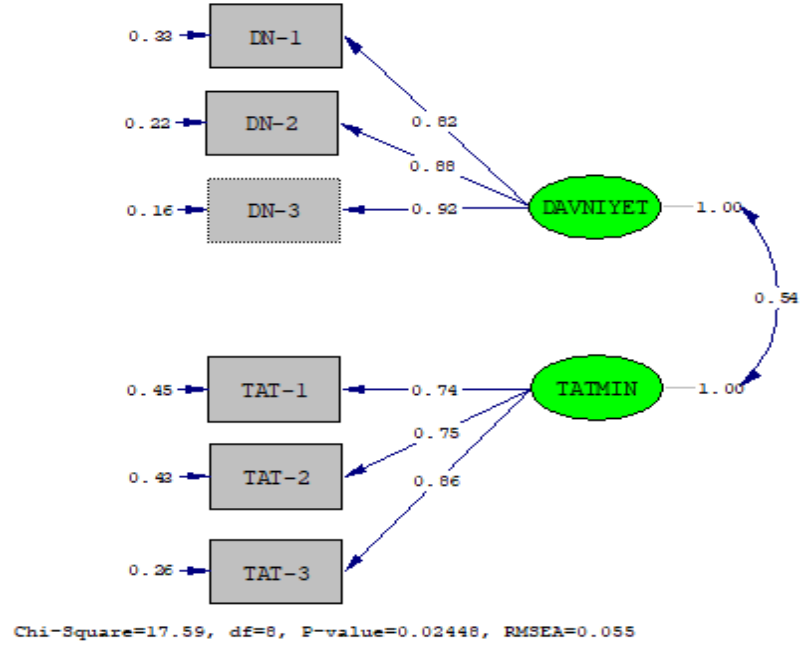 0.33 DN-1
0.82
0.22 DN-2
0.88
0.16 DN-3 0.92 DAVNIYET 1.00
0.54
0.45 TAT-1 0.74 TATMIN 1.00
0.75
0.43 TAT-2
0.86
0.26 TAT-3
Chi-Square=17.59, df=8, P-value=0.02448, RMSEA=0.055